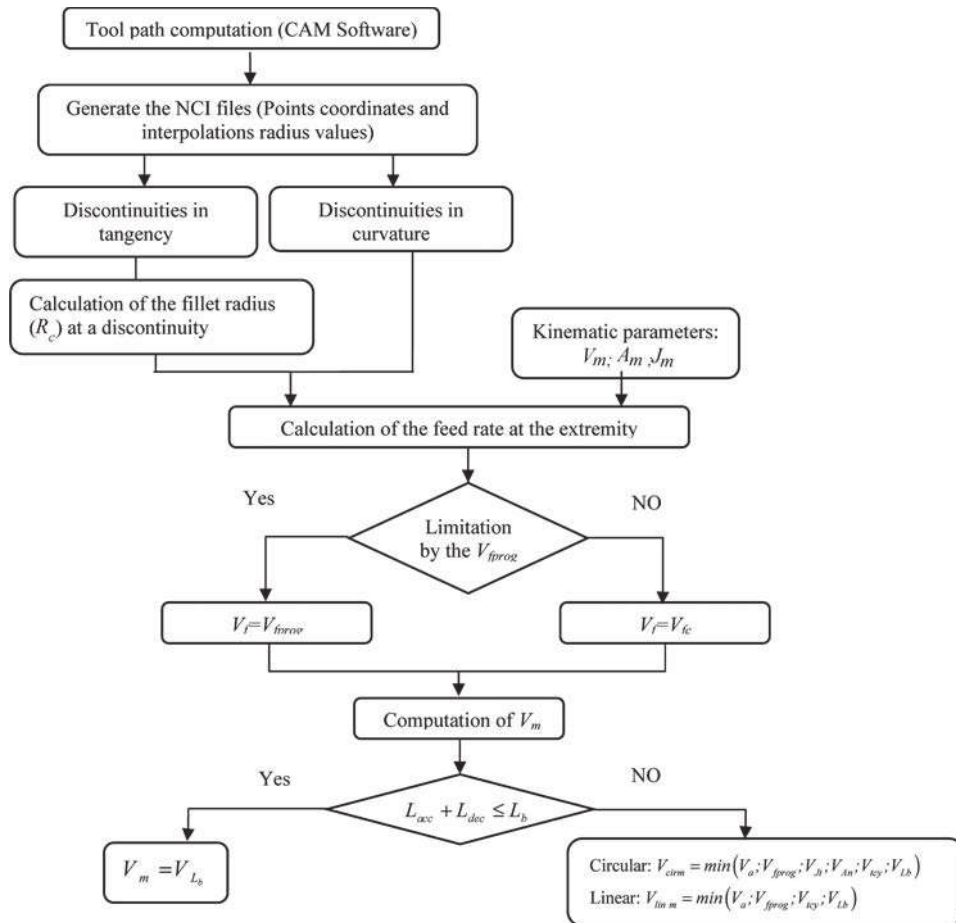 Tool path computation (CAM Software)
Generate the NCI files (Points coordinates and
interpolations radius values)
Discontinuities in
tangency
Discontinuities in
curvature
Calculation of the fillet radius
(R_c) at a discontinuity
Kinematic parameters:
V_m; A_m ,J_m
Calculation of the feed rate at the extremity
Yes
NO
Limitation
by the V_fprog
V_f=V_fprog
V_f=V_fc
Computation of V_m
Yes
NO
L_acc + L_dec ≤ L_b
V_m = V_{L_b}
Circular: V_cirm = min(V_a;V_fprog;V_Jt;V_An;V_tcy;V_Lb)
Linear: V_lin m = min(V_a;V_fprog;V_tcy;V_Lb)